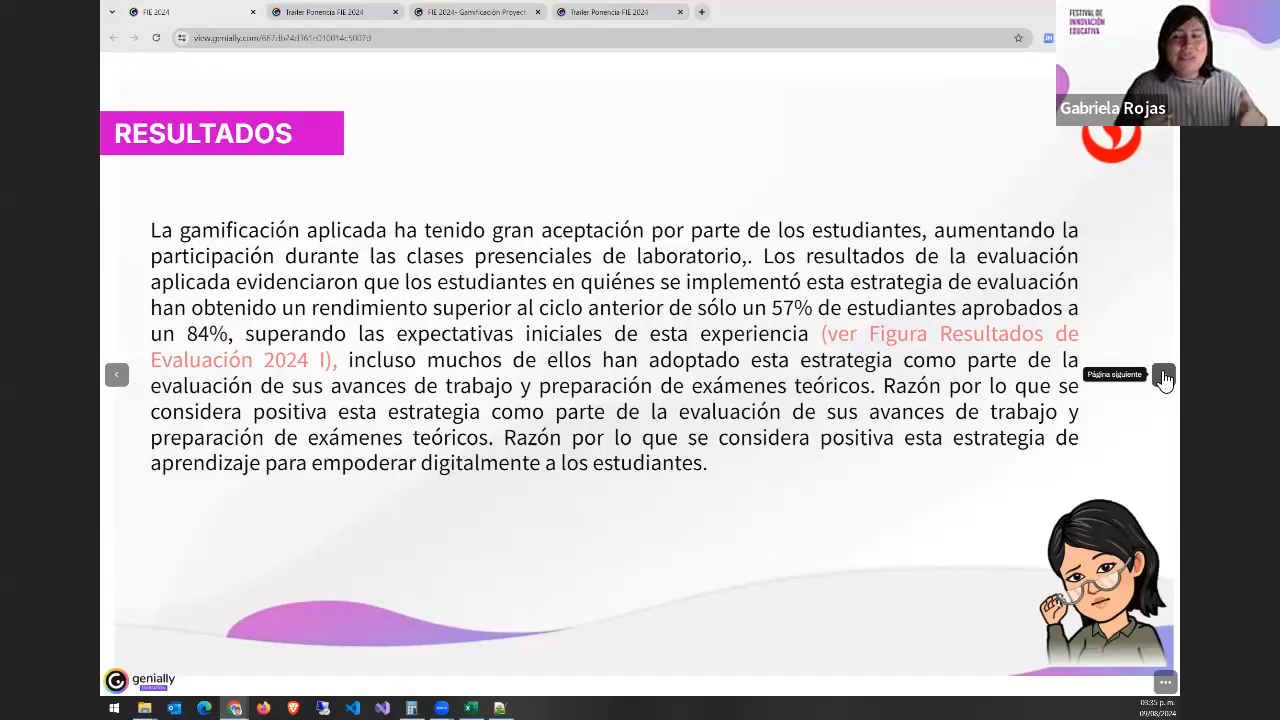 FIE 2024
Trailer Ponencia FIE 2024
FIE 2024- Gamificación Proyect
Trailer Ponencia FIE 2024
view.genially.com/667db24d361e010014c5007d
FESTIVAL DE
INNOVACIÓN
EDUCATIVA
Gabriela Rojas
RESULTADOS
La gamificación aplicada ha tenido gran aceptación por parte de los estudiantes, aumentando la
participación durante las clases presenciales de laboratorio,. Los resultados de la evaluación
aplicada evidenciaron que los estudiantes en quiénes se implementó esta estrategia de evaluación
han obtenido un rendimiento superior al ciclo anterior de sólo un 57% de estudiantes aprobados a
un 84%, superando las expectativas iniciales de esta experiencia (ver Figura Resultados de
Evaluación 2024 I), incluso muchos de ellos han adoptado esta estrategia como parte de la
evaluación de sus avances de trabajo y preparación de exámenes teóricos. Razón por lo que se
considera positiva esta estrategia como parte de la evaluación de sus avances de trabajo y
preparación de exámenes teóricos. Razón por lo que se considera positiva esta estrategia de
aprendizaje para empoderar digitalmente a los estudiantes.
Página siguiente
genially
EDUCATION
03:35 p. m.
09/08/2024